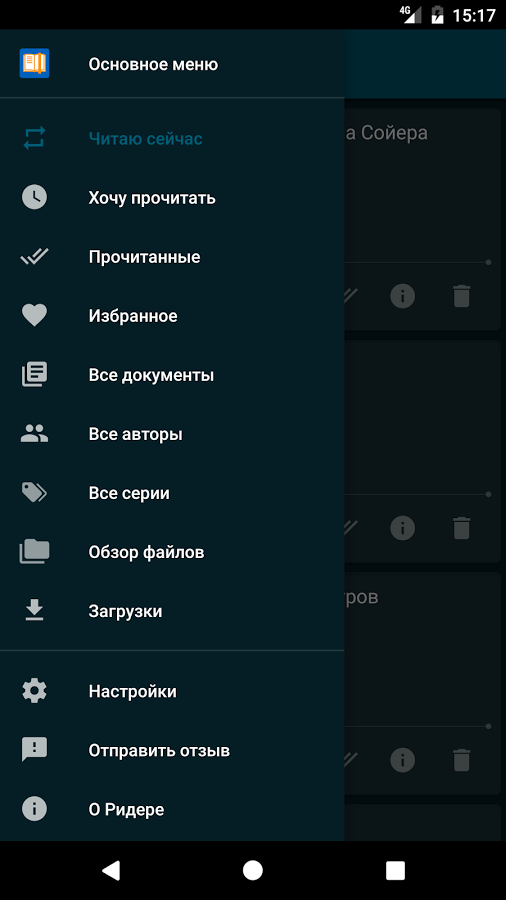 4G 15:17
Основное меню
а Сойера
Читаю сейчас
Хочу прочитать
Прочитанные
Избранное
Все документы
Все авторы
Все серии
Обзор файлов
тров
Загрузки
Настройки
Отправить отзыв
О Ридере